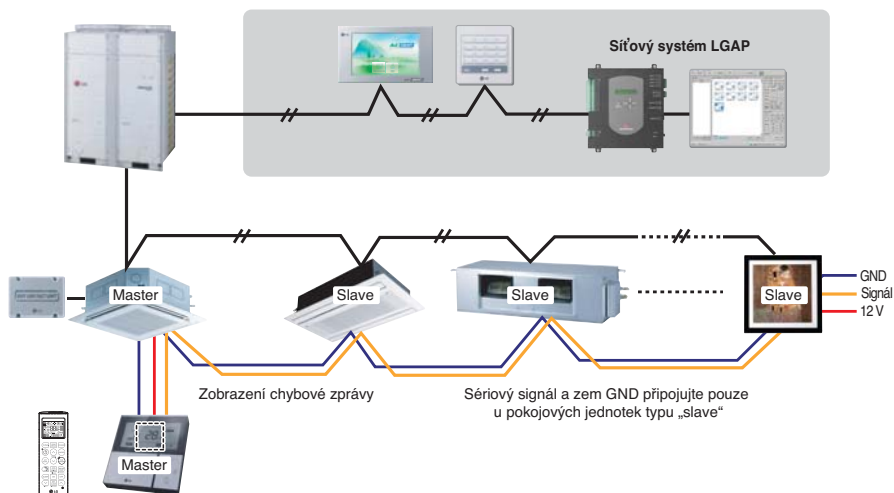 Síťový systém LGAP
LG
Master
Slave
Slave
Slave
GND
Signál
12 V
Zobrazení chybové zprávy
Sériový signál a zem GND připojujte pouze
u pokojových jednotek typu „slave“
Master